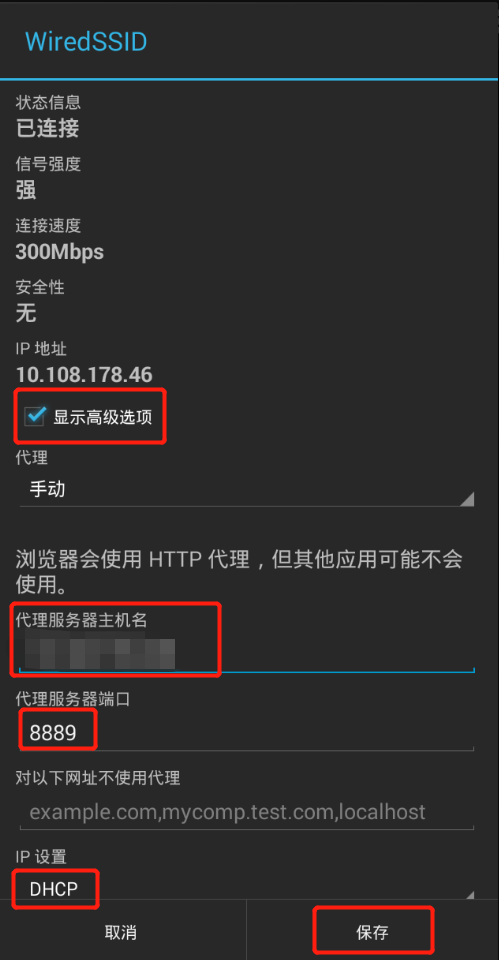 WiredSSID
状态信息
已连接
信号强度
强
连接速度
300Mbps
安全性
无
IP 地址
10.108.178.46
显示高级选项
代理
手动
浏览器会使用 HTTP 代理，但其他应用可能不会
使用。
代理服务器主机名
代理服务器端口
8889
对以下网址不使用代理
example.com,mycomp.test.com,localhost
IP 设置
DHCP
取消
保存